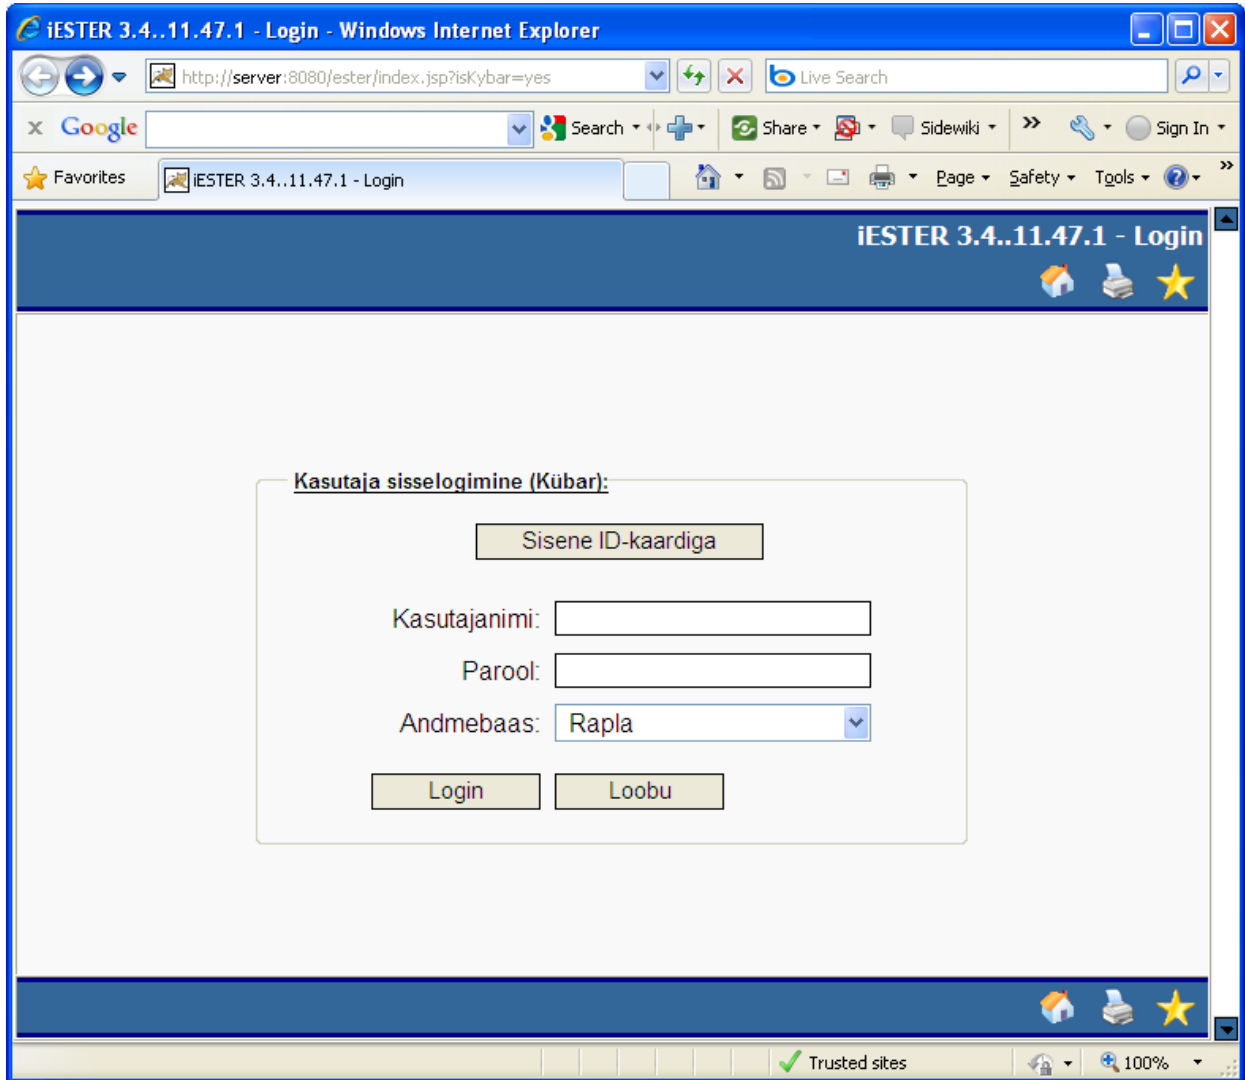 iESTER 3.4..11.47.1 - Login - Windows Internet Explorer
http://server:8080/ester/index.jsp?isKybar=yes Live Search
x Google Search Share Sidewiki » Sign In
Favorites iESTER 3.4..11.47.1 - Login Page Safety Tools »
iESTER 3.4..11.47.1 - Login
Kasutaja sisselogimine (Kübar):
Sisene ID-kaardiga
Kasutajanimi:
Parool:
Andmebaas: Rapla
Login Loobu
Trusted sites 100%